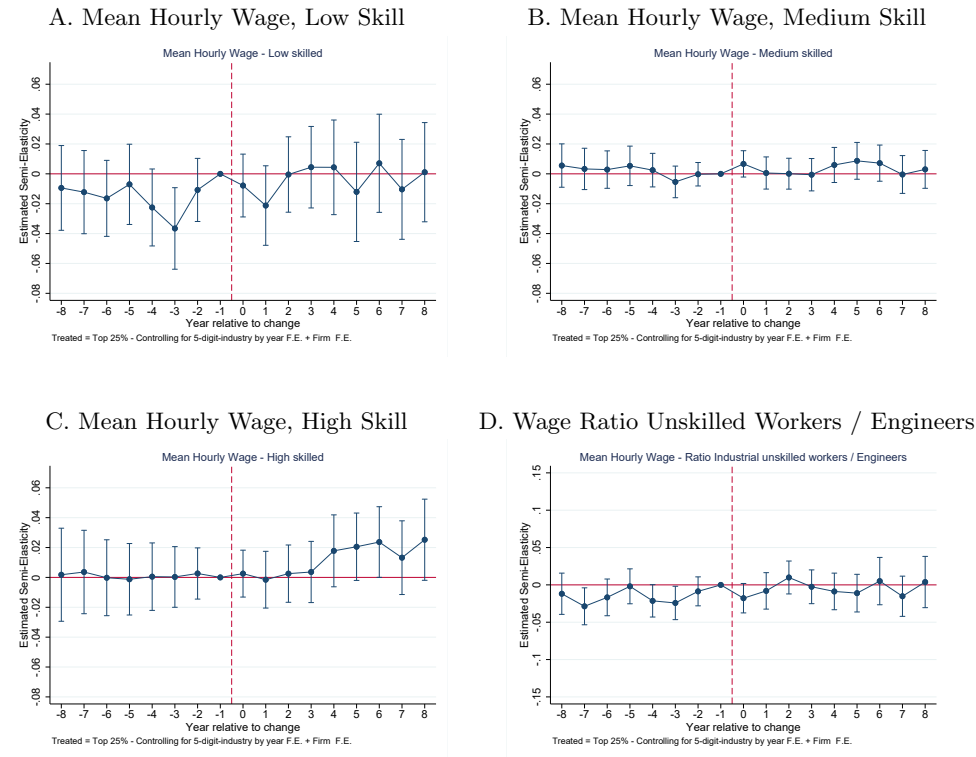 A. Mean Hourly Wage, Low Skill
Mean Hourly Wage - Low skilled
Estimated Semi-Elasticity
.06
.04
.02
0
-.02
-.04
-.06
-.08
-8 -7 -6 -5 -4 -3 -2 -1 0 1 2 3 4 5 6 7 8
Year relative to change
Treated = Top 25% - Controlling for 5-digit-industry by year F.E. + Firm F.E.
B. Mean Hourly Wage, Medium Skill
Mean Hourly Wage - Medium skilled
Estimated Semi-Elasticity
.06
.04
.02
0
-.02
-.04
-.06
-.08
-8 -7 -6 -5 -4 -3 -2 -1 0 1 2 3 4 5 6 7 8
Year relative to change
Treated = Top 25% - Controlling for 5-digit-industry by year F.E. + Firm F.E.
C. Mean Hourly Wage, High Skill
Mean Hourly Wage - High skilled
Estimated Semi-Elasticity
.06
.04
.02
0
-.02
-.04
-.06
-.08
-8 -7 -6 -5 -4 -3 -2 -1 0 1 2 3 4 5 6 7 8
Year relative to change
Treated = Top 25% - Controlling for 5-digit-industry by year F.E. + Firm F.E.
D. Wage Ratio Unskilled Workers / Engineers
Mean Hourly Wage - Ratio Industrial unskilled workers / Engineers
Estimated Semi-Elasticity
.15
.1
.05
0
-.05
-.1
-.15
-8 -7 -6 -5 -4 -3 -2 -1 0 1 2 3 4 5 6 7 8
Year relative to change
Treated = Top 25% - Controlling for 5-digit-industry by year F.E. + Firm F.E.